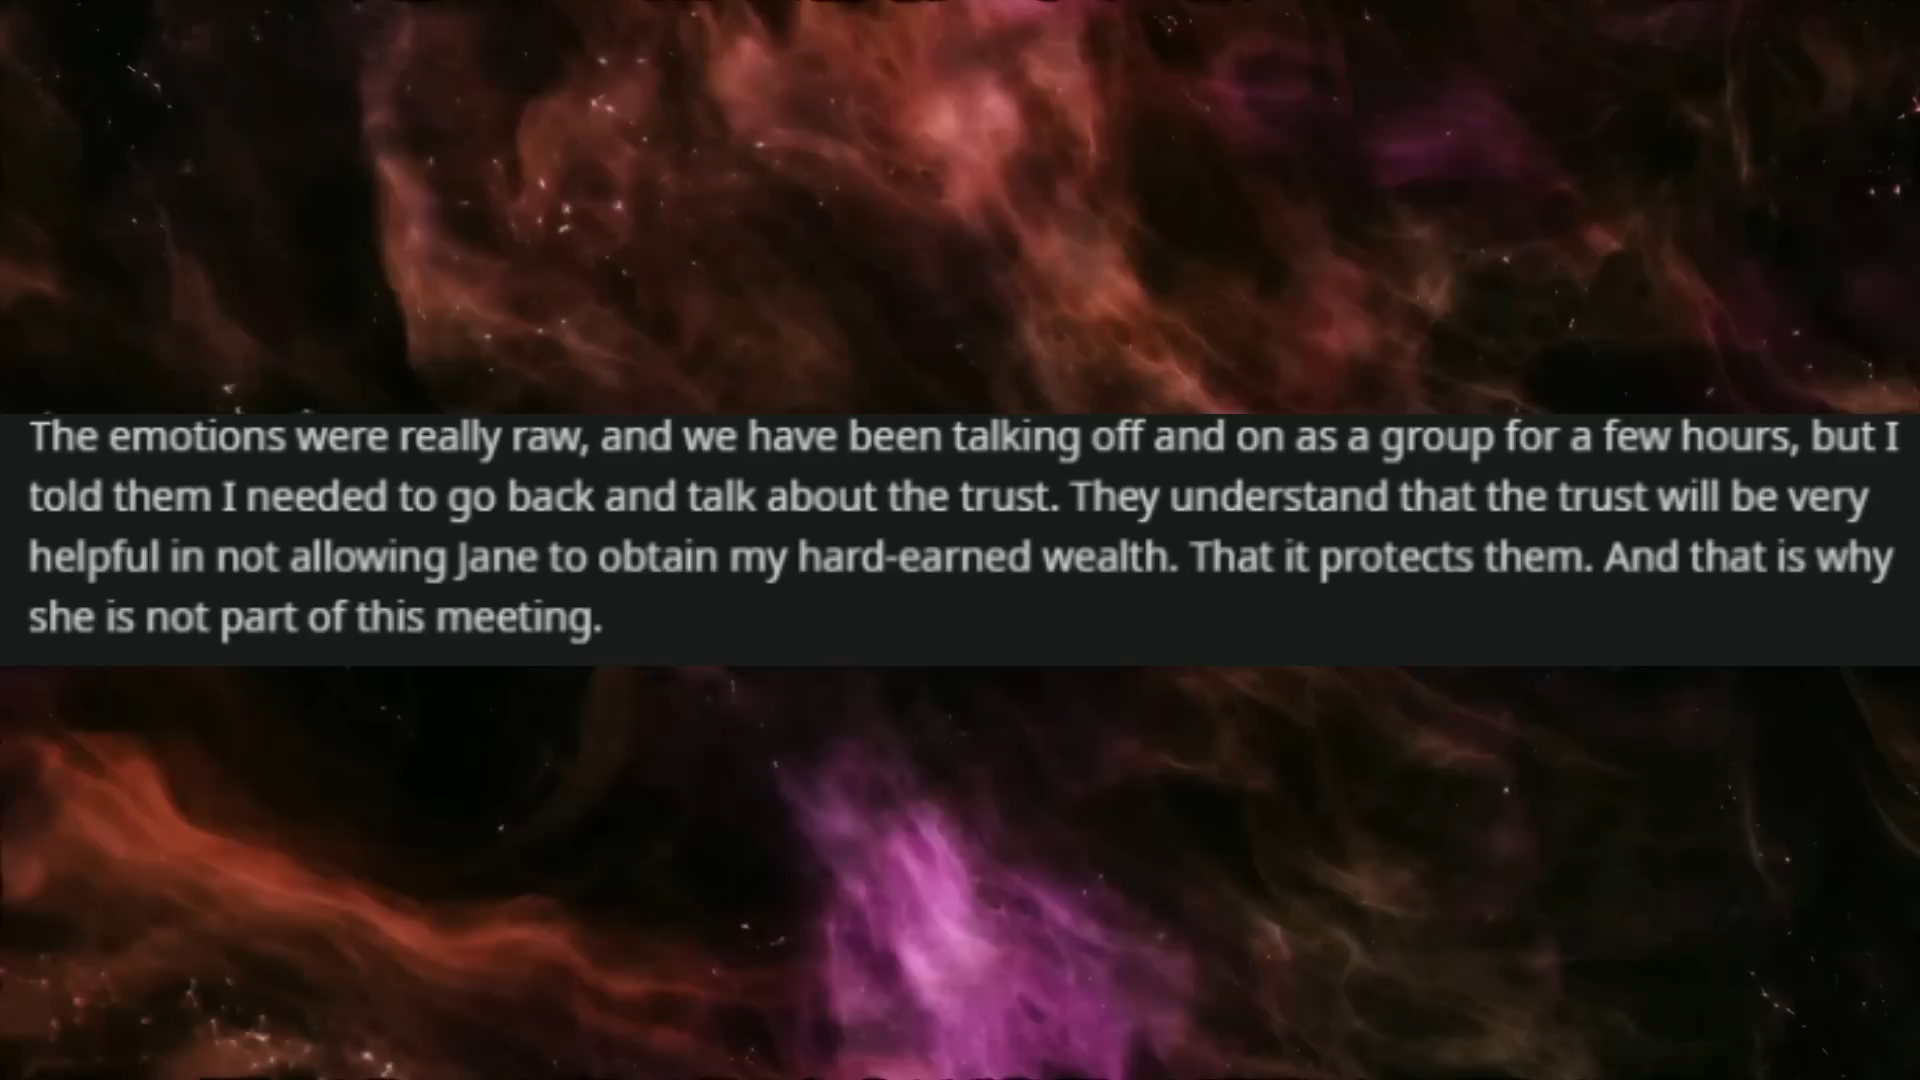 The emotions were really raw, and we have been talking off and on as a group for a few hours, but I
told them I needed to go back and talk about the trust. They understand that the trust will be very
helpful in not allowing Jane to obtain my hard-earned wealth. That it protects them. And that is why
she is not part of this meeting.